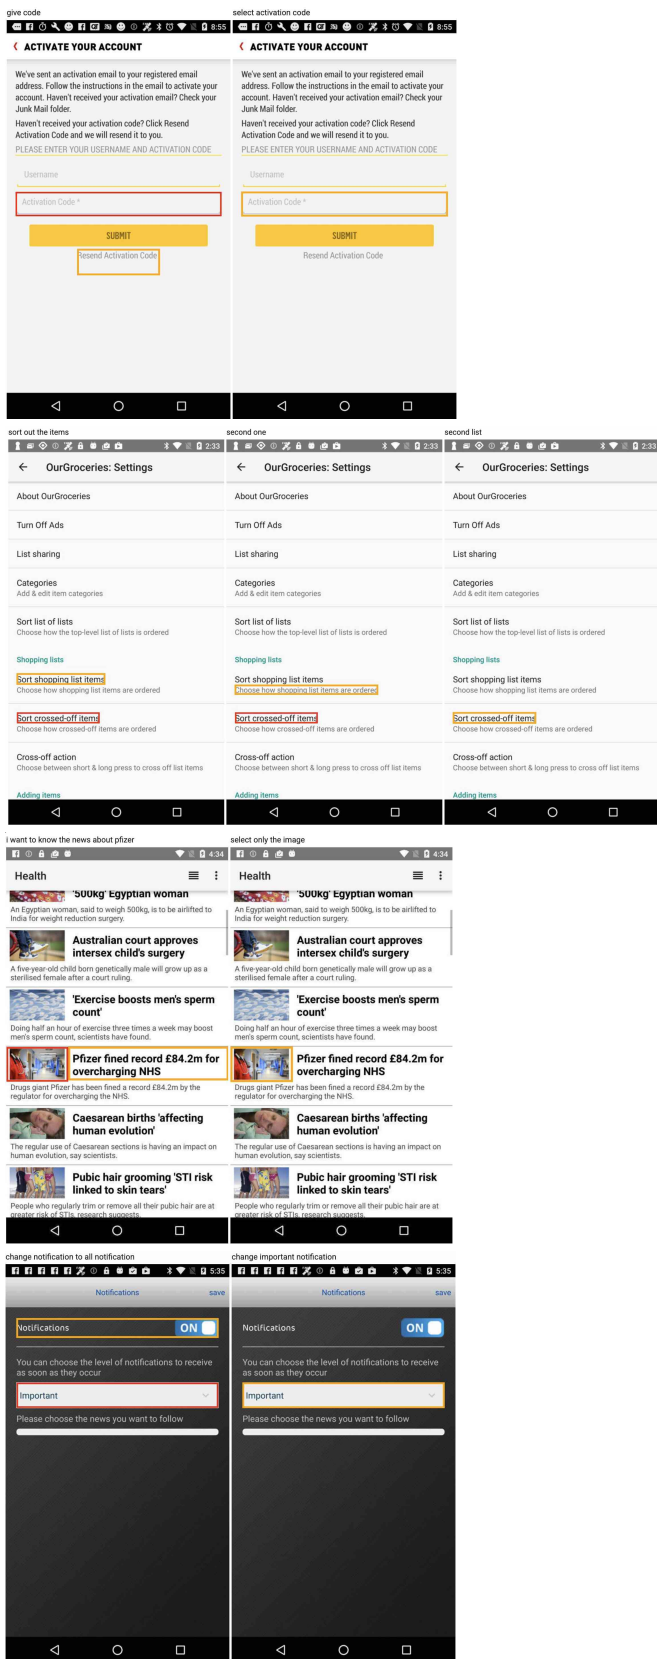 give code
select activation code
8:55
8:55
ACTIVATE YOUR ACCOUNT
ACTIVATE YOUR ACCOUNT
We've sent an activation email to your registered email
address. Follow the instructions in the email to activate your
account. Haven't received your activation email? Check your
Junk Mail folder.
Haven't received your activation code? Click Resend
Activation Code and we will resend it to you.
PLEASE ENTER YOUR USERNAME AND ACTIVATION CODE
Username
Activation Code *
SUBMIT
Resend Activation Code
We've sent an activation email to your registered email
address. Follow the instructions in the email to activate your
account. Haven't received your activation email? Check your
Junk Mail folder.
Haven't received your activation code? Click Resend
Activation Code and we will resend it to you.
PLEASE ENTER YOUR USERNAME AND ACTIVATION CODE
Username
Activation Code *
SUBMIT
Resend Activation Code
sort out the items
2:33
OurGroceries: Settings
About OurGroceries
Turn Off Ads
List sharing
Categories
Add & edit item categories
Sort list of lists
Choose how the top-level list of lists is ordered
Shopping lists
Sort shopping list items
Choose how shopping list items are ordered
Sort crossed-off items
Choose how crossed-off items are ordered
Cross-off action
Choose between short & long press to cross off list items
Adding items
second one
2:33
OurGroceries: Settings
About OurGroceries
Turn Off Ads
List sharing
Categories
Add & edit item categories
Sort list of lists
Choose how the top-level list of lists is ordered
Shopping lists
Sort shopping list items
Choose how shopping list items are ordered
Sort crossed-off items
Choose how crossed-off items are ordered
Cross-off action
Choose between short & long press to cross off list items
Adding items
second list
2:33
OurGroceries: Settings
About OurGroceries
Turn Off Ads
List sharing
Categories
Add & edit item categories
Sort list of lists
Choose how the top-level list of lists is ordered
Shopping lists
Sort shopping list items
Choose how shopping list items are ordered
Sort crossed-off items
Choose how crossed-off items are ordered
Cross-off action
Choose between short & long press to cross off list items
Adding items
i want to know the news about pfizer
4:34
Health
'500kg' Egyptian woman
An Egyptian woman, said to weigh 500kg, is to be airlifted to
India for weight reduction surgery.
Australian court approves
intersex child's surgery
A five-year-old child born genetically male will grow up as a
sterilised female after a court ruling.
'Exercise boosts men's sperm
count'
Doing half an hour of exercise three times a week may boost
men's sperm count, scientists have found.
Pfizer fined record £84.2m for
overcharging NHS
Drugs giant Pfizer has been fined a record £84.2m by the
regulator for overcharging the NHS.
Caesarean births 'affecting
human evolution'
The regular use of Caesarean sections is having an impact on
human evolution, say scientists.
Pubic hair grooming 'STI risk
linked to skin tears'
People who regularly trim or remove all their pubic hair are at
greater risk of STIs, research suggests.
select only the image
4:34
Health
'500kg' Egyptian woman
An Egyptian woman, said to weigh 500kg, is to be airlifted to
India for weight reduction surgery.
Australian court approves
intersex child's surgery
A five-year-old child born genetically male will grow up as a
sterilised female after a court ruling.
'Exercise boosts men's sperm
count'
Doing half an hour of exercise three times a week may boost
men's sperm count, scientists have found.
Pfizer fined record £84.2m for
overcharging NHS
Drugs giant Pfizer has been fined a record £84.2m by the
regulator for overcharging the NHS.
Caesarean births 'affecting
human evolution'
The regular use of Caesarean sections is having an impact on
human evolution, say scientists.
Pubic hair grooming 'STI risk
linked to skin tears'
People who regularly trim or remove all their pubic hair are at
greater risk of STIs, research suggests.
change notification to all notification
5:35
Notifications save
Notifications ON
You can choose the level of notifications to receive
as soon as they occur
Important
Please choose the news you want to follow
change important notification
5:35
Notifications save
Notifications ON
You can choose the level of notifications to receive
as soon as they occur
Important
Please choose the news you want to follow